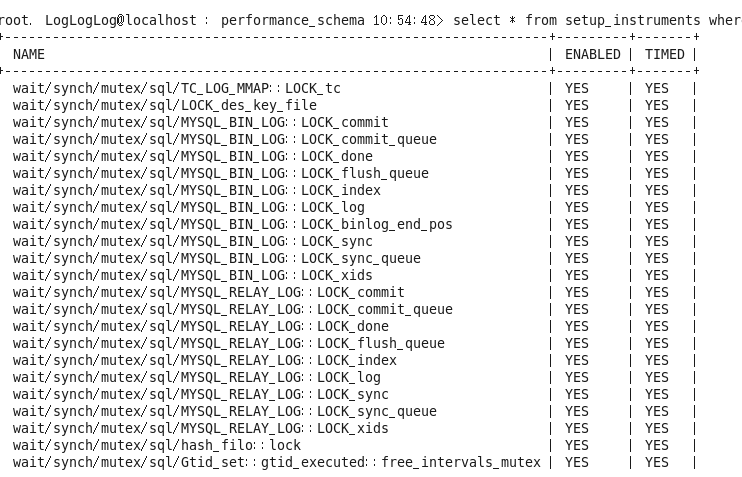 root. LogLogLog@localhost : performance_schema 10:54:48> select * from setup_instruments wher
+--------------------------------------------------------------------+---------+-------+
NAME | ENABLED | TIMED |
+--------------------------------------------------------------------+---------+-------+
wait/synch/mutex/sql/TC_LOG_MMAP::LOCK_tc | YES | YES |
wait/synch/mutex/sql/LOCK_des_key_file | YES | YES |
wait/synch/mutex/sql/MYSQL_BIN_LOG::LOCK_commit | YES | YES |
wait/synch/mutex/sql/MYSQL_BIN_LOG::LOCK_commit_queue | YES | YES |
wait/synch/mutex/sql/MYSQL_BIN_LOG::LOCK_done | YES | YES |
wait/synch/mutex/sql/MYSQL_BIN_LOG::LOCK_flush_queue | YES | YES |
wait/synch/mutex/sql/MYSQL_BIN_LOG::LOCK_index | YES | YES |
wait/synch/mutex/sql/MYSQL_BIN_LOG::LOCK_log | YES | YES |
wait/synch/mutex/sql/MYSQL_BIN_LOG::LOCK_binlog_end_pos | YES | YES |
wait/synch/mutex/sql/MYSQL_BIN_LOG::LOCK_sync | YES | YES |
wait/synch/mutex/sql/MYSQL_BIN_LOG::LOCK_sync_queue | YES | YES |
wait/synch/mutex/sql/MYSQL_BIN_LOG::LOCK_xids | YES | YES |
wait/synch/mutex/sql/MYSQL_RELAY_LOG::LOCK_commit | YES | YES |
wait/synch/mutex/sql/MYSQL_RELAY_LOG::LOCK_commit_queue | YES | YES |
wait/synch/mutex/sql/MYSQL_RELAY_LOG::LOCK_done | YES | YES |
wait/synch/mutex/sql/MYSQL_RELAY_LOG::LOCK_flush_queue | YES | YES |
wait/synch/mutex/sql/MYSQL_RELAY_LOG::LOCK_index | YES | YES |
wait/synch/mutex/sql/MYSQL_RELAY_LOG::LOCK_log | YES | YES |
wait/synch/mutex/sql/MYSQL_RELAY_LOG::LOCK_sync | YES | YES |
wait/synch/mutex/sql/MYSQL_RELAY_LOG::LOCK_sync_queue | YES | YES |
wait/synch/mutex/sql/MYSQL_RELAY_LOG::LOCK_xids | YES | YES |
wait/synch/mutex/sql/hash_filo::lock | YES | YES |
wait/synch/mutex/sql/Gtid_set::gtid_executed::free_intervals_mutex | YES | YES |